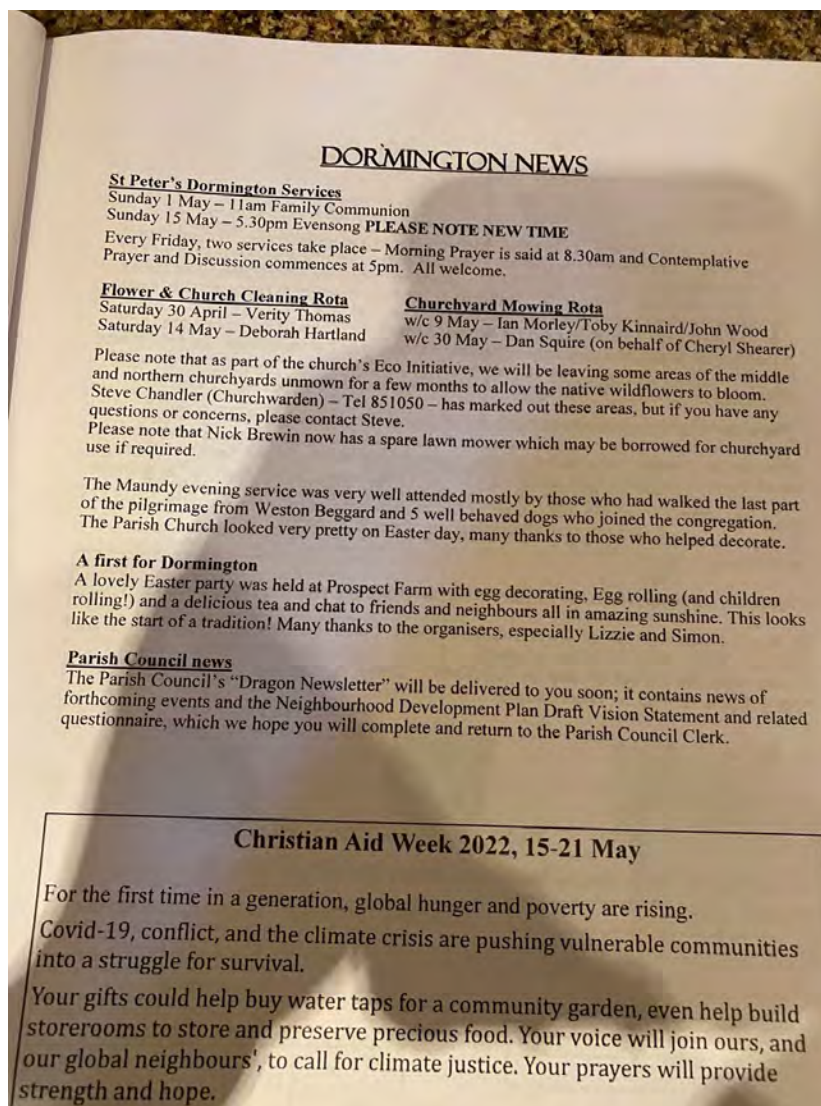 DORMINGTON NEWS
St Peter's Dormington Services
Sunday 1 May – 11am Family Communion
Sunday 15 May – 5.30pm Evensong PLEASE NOTE NEW TIME
Every Friday, two services take place – Morning Prayer is said at 8.30am and Contemplative
Prayer and Discussion commences at 5pm. All welcome.
Flower & Church Cleaning Rota
Saturday 30 April – Verity Thomas
Saturday 14 May – Deborah Hartland
Churchyard Mowing Rota
w/c 9 May – Ian Morley/Toby Kinnaird/John Wood
w/c 30 May – Dan Squire (on behalf of Cheryl Shearer)
Please note that as part of the church's Eco Initiative, we will be leaving some areas of the middle
and northern churchyards unmown for a few months to allow the native wildflowers to bloom.
Steve Chandler (Churchwarden) – Tel 851050 – has marked out these areas, but if you have any
questions or concerns, please contact Steve.
Please note that Nick Brewin now has a spare lawn mower which may be borrowed for churchyard
use if required.
The Maundy evening service was very well attended mostly by those who had walked the last part
of the pilgrimage from Weston Beggard and 5 well behaved dogs who joined the congregation.
The Parish Church looked very pretty on Easter day, many thanks to those who helped decorate.
A first for Dormington
A lovely Easter party was held at Prospect Farm with egg decorating, Egg rolling (and children
rolling!) and a delicious tea and chat to friends and neighbours all in amazing sunshine. This looks
like the start of a tradition! Many thanks to the organisers, especially Lizzie and Simon.
Parish Council news
The Parish Council's “Dragon Newsletter” will be delivered to you soon; it contains news of
forthcoming events and the Neighbourhood Development Plan Draft Vision Statement and related
questionnaire, which we hope you will complete and return to the Parish Council Clerk.
Christian Aid Week 2022, 15-21 May
For the first time in a generation, global hunger and poverty are rising.
Covid-19, conflict, and the climate crisis are pushing vulnerable communities
into a struggle for survival.
Your gifts could help buy water taps for a community garden, even help build
storerooms to store and preserve precious food. Your voice will join ours, and
our global neighbours', to call for climate justice. Your prayers will provide
strength and hope.